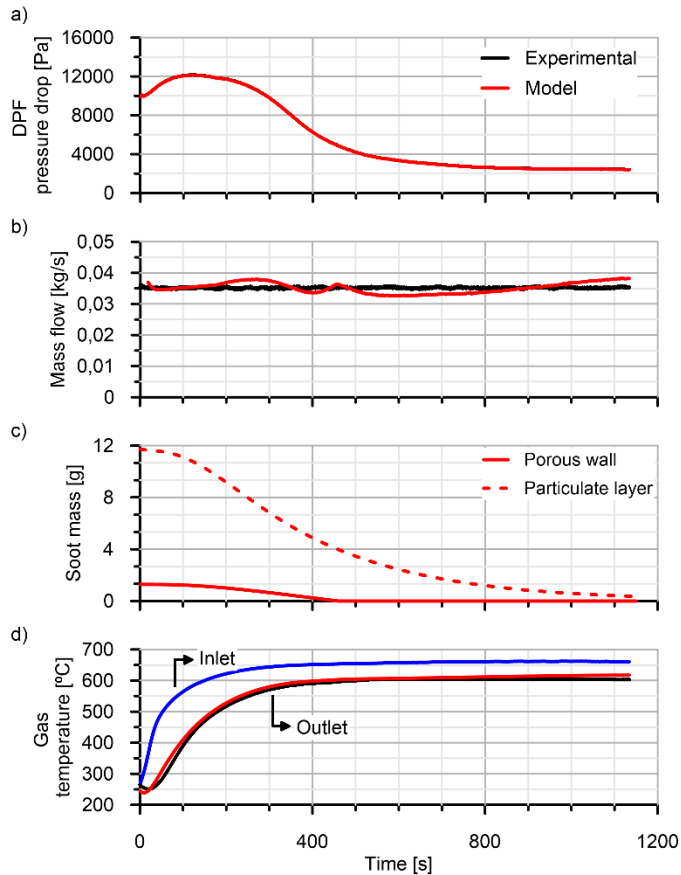 a)
DPF
pressure drop [Pa]
16000
12000
8000
4000
0
Experimental
Model
b)
Mass flow [kg/s]
0,05
0,04
0,03
0,02
0,01
0
c)
Soot mass [g]
12
8
4
0
Porous wall
Particulate layer
d)
Gas
temperature [ºC]
700
600
500
400
300
200
Inlet
Outlet
0 400 800 1200
Time [s]